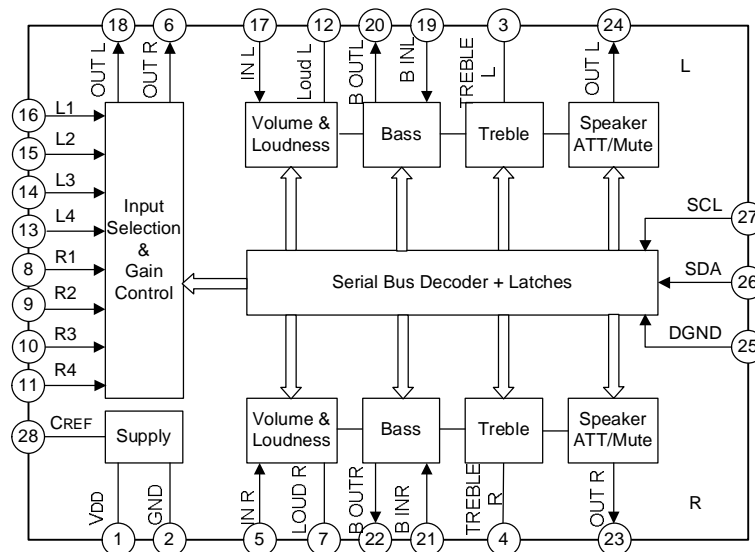 18 6 17 12 20 19 3 24
OUT L
OUT R
IN L
Loud L
B OUTL
B INL
TREBLE
L
OUT L
L
16 L1
15 L2
14 L3
13 L4
8 R1
9 R2
10 R3
11 R4
28 CREF
Input
Selection
&
Gain
Control
Volume &
Loudness
Bass
Treble
Speaker
ATT/Mute
Serial Bus Decoder + Latches
SCL 27
SDA 26
DGND 25
Supply
Volume &
Loudness
Bass
Treble
Speaker
ATT/Mute
VDD
GND
IN R
LOUD R
B OUTR
B INR
TREBLE
R
OUT R
R
1 2 5 7 22 21 4 23